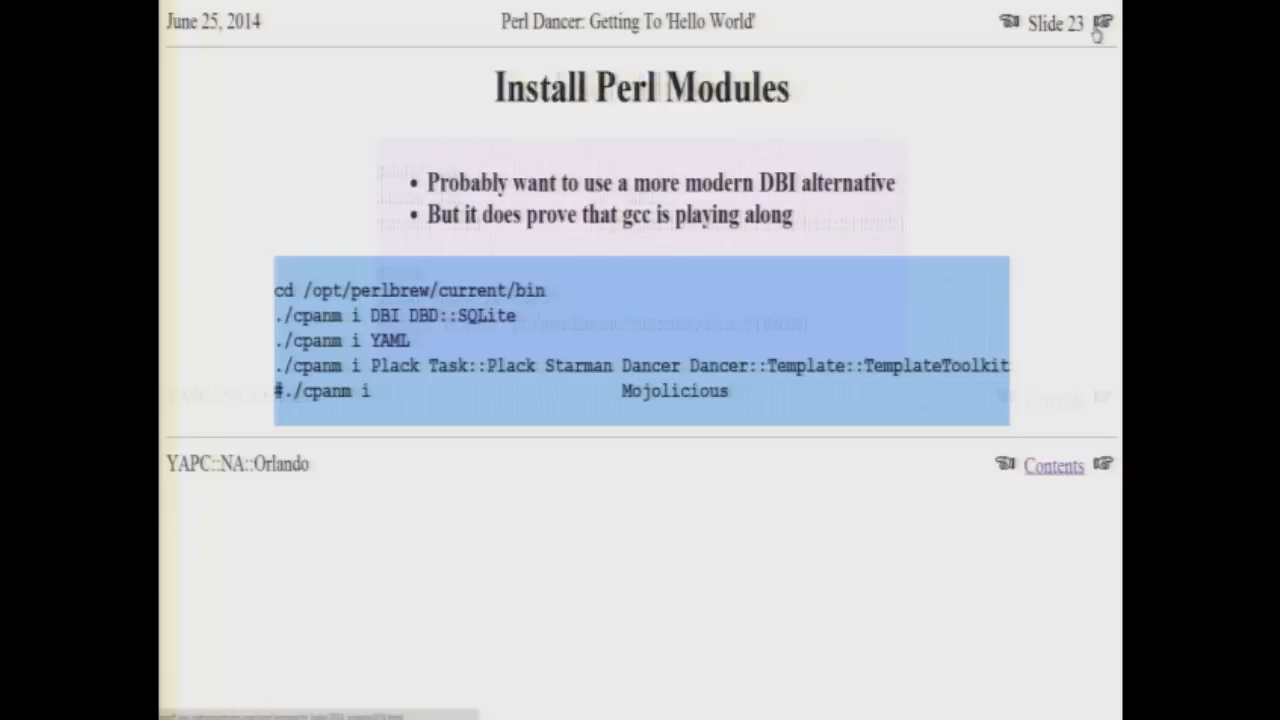 June 25, 2014
Perl Dancer: Getting To 'Hello World'
☜ Slide 23 ☞
Install Perl Modules
• Probably want to use a more modern DBI alternative
• But it does prove that gcc is playing along
cd /opt/perlbrew/current/bin
./cpanm i DBI DBD::SQLite
./cpanm i YAML
./cpanm i Plack Task::Plack Starman Dancer Dancer::Template::TemplateToolkit
#./cpanm i Mojolicious
YAPC::NA::Orlando
☜ Contents ☞